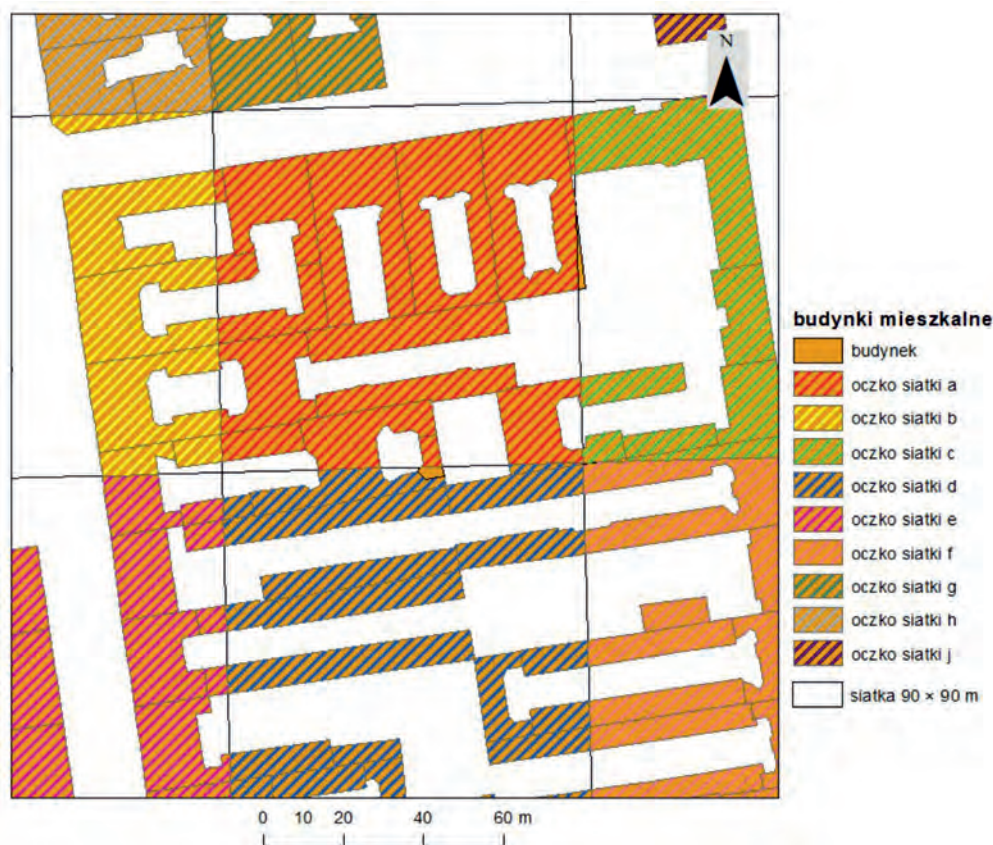 N
budynki mieszkalne
budynek
oczko siatki a
oczko siatki b
oczko siatki c
oczko siatki d
oczko siatki e
oczko siatki f
oczko siatki g
oczko siatki h
oczko siatki j
siatka 90 × 90 m
0 10 20 40 60 m